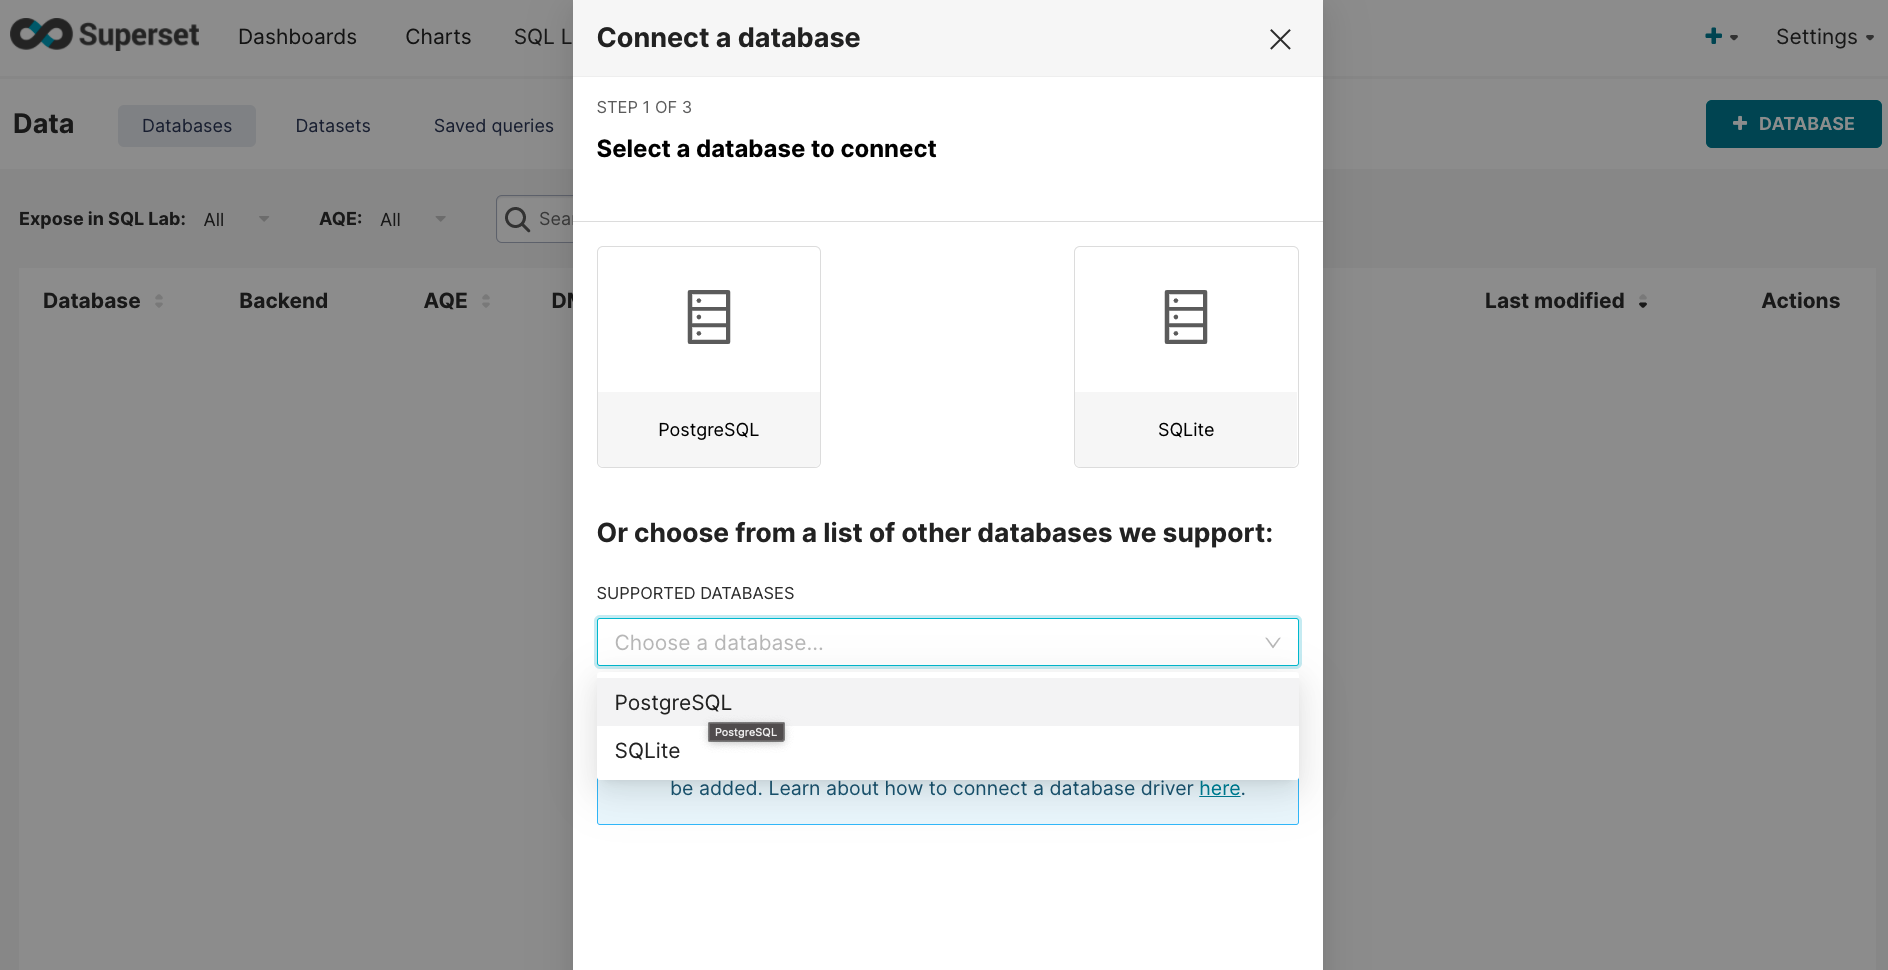 Superset Dashboards Charts SQL L Settings
Connect a database
Data Databases Datasets Saved queries + DATABASE
STEP 1 OF 3
Select a database to connect
Expose in SQL Lab: All AQE: All Sea
Database Backend AQE DM Last modified Actions
PostgreSQL SQLite
Or choose from a list of other databases we support:
SUPPORTED DATABASES
Choose a database...
PostgreSQL
PostgreSQL
SQLite
be added. Learn about how to connect a database driver here.